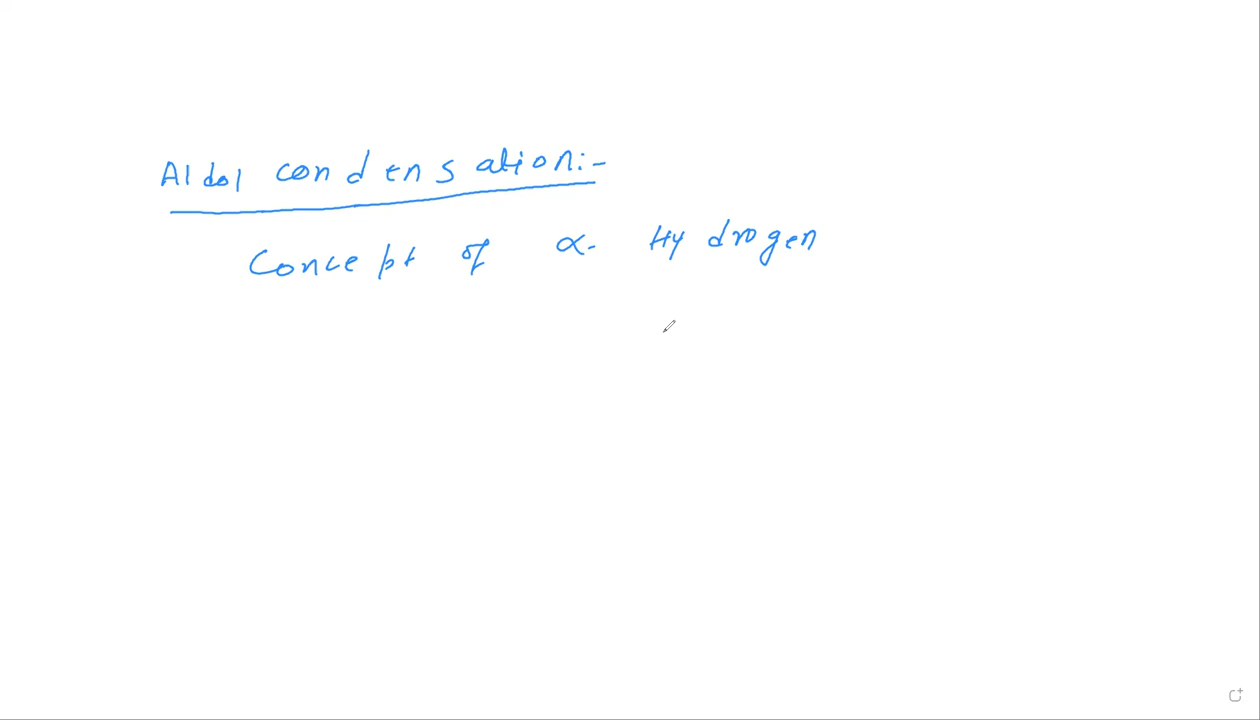 Aldol condensation:-
Concept of α- Hydrogen